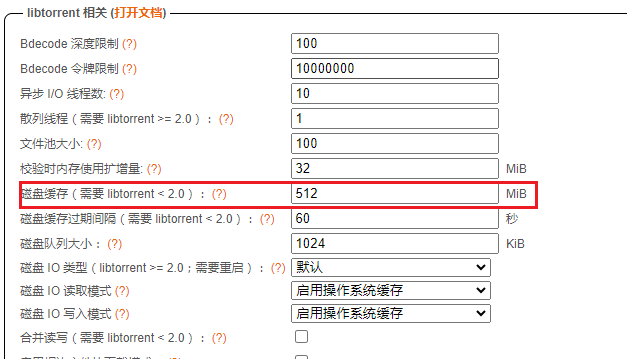 libtorrent 相关 (打开文档)
Bdecode 深度限制 (?) 100
Bdecode 令牌限制 (?) 10000000
异步 I/O 线程数: (?) 10
散列线程（需要 libtorrent >= 2.0）： (?) 1
文件池大小: (?) 100
校验时内存使用扩增量: (?) 32 MiB
磁盘缓存（需要 libtorrent < 2.0）： (?) 512 MiB
磁盘缓存过期间隔（需要 libtorrent < 2.0）： (?) 60 秒
磁盘队列大小： (?) 1024 KiB
磁盘 IO 类型（libtorrent >= 2.0；需要重启）： (?) 默认
磁盘 IO 读取模式 (?) 启用操作系统缓存
磁盘 IO 写入模式 (?) 启用操作系统缓存
合并读写（需要 libtorrent < 2.0）： (?)